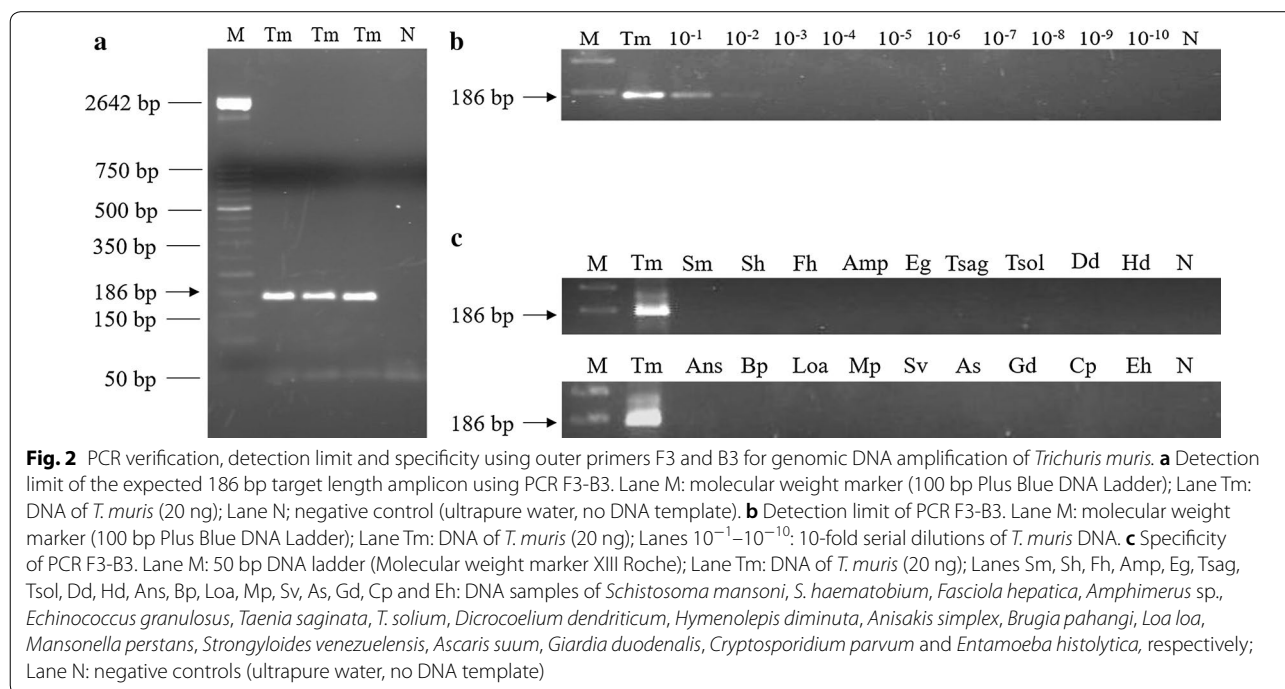 a
M Tm Tm Tm N
2642 bp
750 bp
500 bp
350 bp
186 bp
150 bp
50 bp
b
M Tm 10-1 10-2 10-3 10-4 10-5 10-6 10-7 10-8 10-9 10-10 N
186 bp
c
M Tm Sm Sh Fh Amp Eg Tsag Tsol Dd Hd N
186 bp
M Tm Ans Bp Loa Mp Sv As Gd Cp Eh N
186 bp
Fig. 2 PCR verification, detection limit and specificity using outer primers F3 and B3 for genomic DNA amplification of Trichuris muris. a Detection
limit of the expected 186 bp target length amplicon using PCR F3-B3. Lane M: molecular weight marker (100 bp Plus Blue DNA Ladder); Lane Tm:
DNA of T. muris (20 ng); Lane N; negative control (ultrapure water, no DNA template). b Detection limit of PCR F3-B3. Lane M: molecular weight
marker (100 bp Plus Blue DNA Ladder); Lane Tm: DNA of T. muris (20 ng); Lanes 10−1–10−10: 10-fold serial dilutions of T. muris DNA. c Specificity
of PCR F3-B3. Lane M: 50 bp DNA ladder (Molecular weight marker XIII Roche); Lane Tm: DNA of T. muris (20 ng); Lanes Sm, Sh, Fh, Amp, Eg, Tsag,
Tsol, Dd, Hd, Ans, Bp, Loa, Mp, Sv, As, Gd, Cp and Eh: DNA samples of Schistosoma mansoni, S. haematobium, Fasciola hepatica, Amphimerus sp.,
Echinococcus granulosus, Taenia saginata, T. solium, Dicrocoelium dendriticum, Hymenolepis diminuta, Anisakis simplex, Brugia pahangi, Loa loa,
Mansonella perstans, Strongyloides venezuelensis, Ascaris suum, Giardia duodenalis, Cryptosporidium parvum and Entamoeba histolytica, respectively;
Lane N: negative controls (ultrapure water, no DNA template)